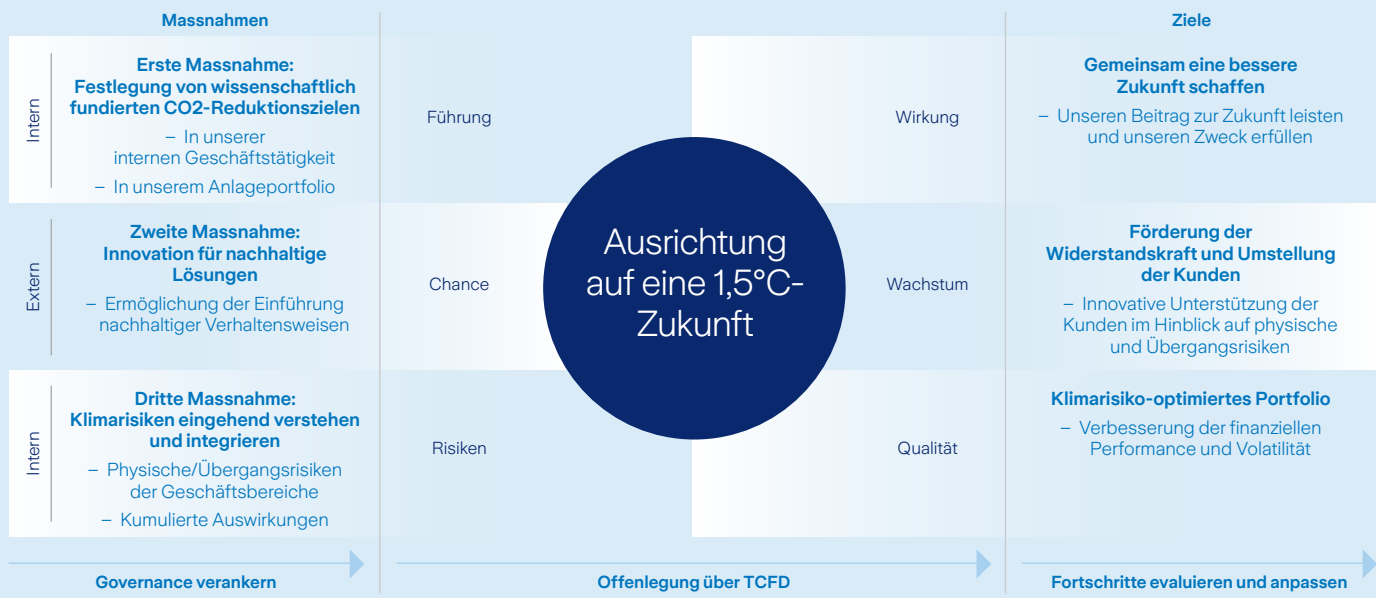 Massnahmen
Ziele
Intern
Erste Massnahme:
Festlegung von wissenschaftlich
fundierten CO2-Reduktionszielen
– In unserer
internen Geschäftstätigkeit
– In unserem Anlageportfolio
Führung
Wirkung
Gemeinsam eine bessere
Zukunft schaffen
– Unseren Beitrag zur Zukunft leisten
und unseren Zweck erfüllen
Extern
Zweite Massnahme:
Innovation für nachhaltige
Lösungen
– Ermöglichung der Einführung
nachhaltiger Verhaltensweisen
Chance
Ausrichtung
auf eine 1,5°C-
Zukunft
Wachstum
Förderung der
Widerstandskraft und Umstellung
der Kunden
– Innovative Unterstützung der
Kunden im Hinblick auf physische
und Übergangsrisiken
Intern
Dritte Massnahme:
Klimarisiken eingehend verstehen
und integrieren
– Physische/Übergangsrisiken
der Geschäftsbereiche
– Kumulierte Auswirkungen
Risiken
Qualität
Klimarisiko-optimiertes Portfolio
– Verbesserung der finanziellen
Performance und Volatilität
Governance verankern
Offenlegung über TCFD
Fortschritte evaluieren und anpassen